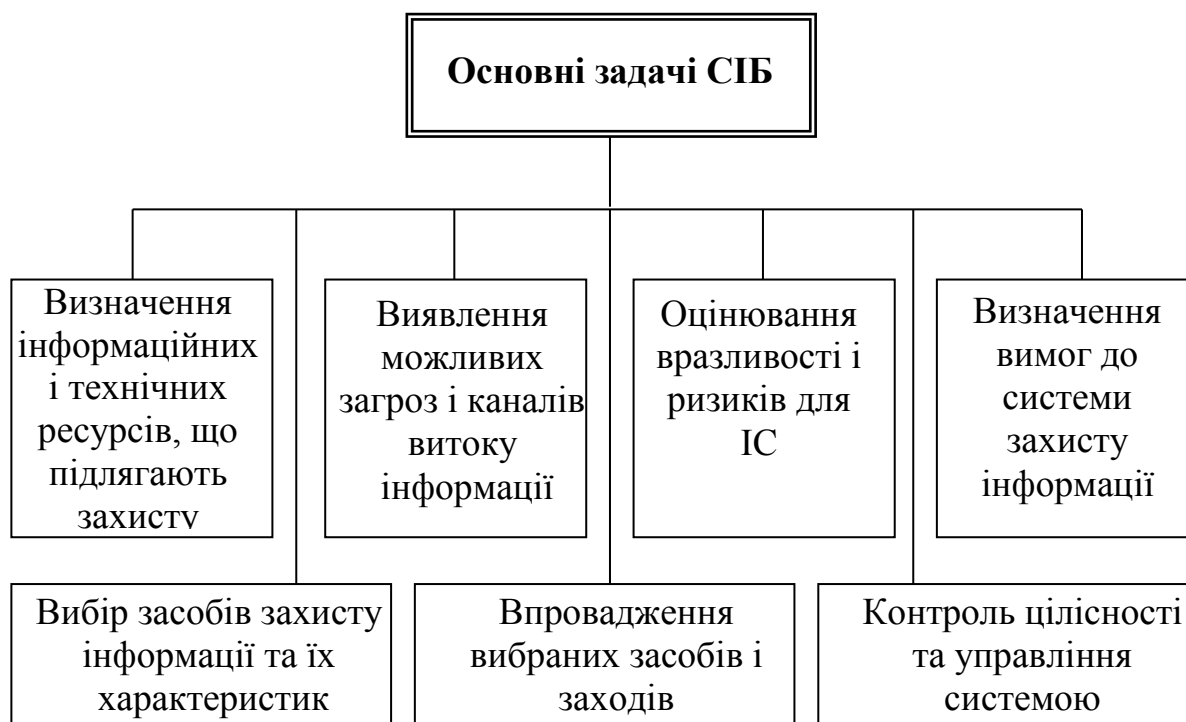 Основні задачі СІБ
Визначення
інформаційних
і технічних
ресурсів, що
підлягають
захисту
Виявлення
можливих
загроз і каналів
витоку
інформації
Оцінювання
вразливості і
ризиків для
ІС
Визначення
вимог до
системи
захисту
інформації
Вибір засобів захисту
інформації та їх
характеристик
Впровадження
вибраних засобів і
заходів
Контроль цілісності
та управління
системою